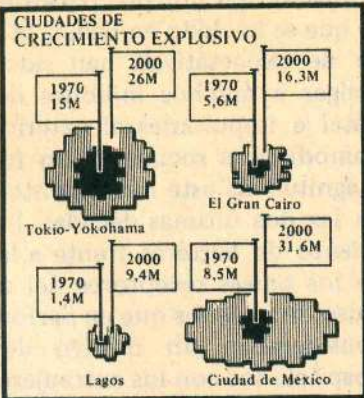 CIUDADES DE
CRECIMIENTO EXPLOSIVO
1970
15M
2000
26M
1970
5,6M
2000
16,3M
Tokio-Yokohama
El Gran Cairo
1970
1,4M
2000
9,4M
1970
8,5M
2000
31,6M
Lagos
Ciudad de Mexico